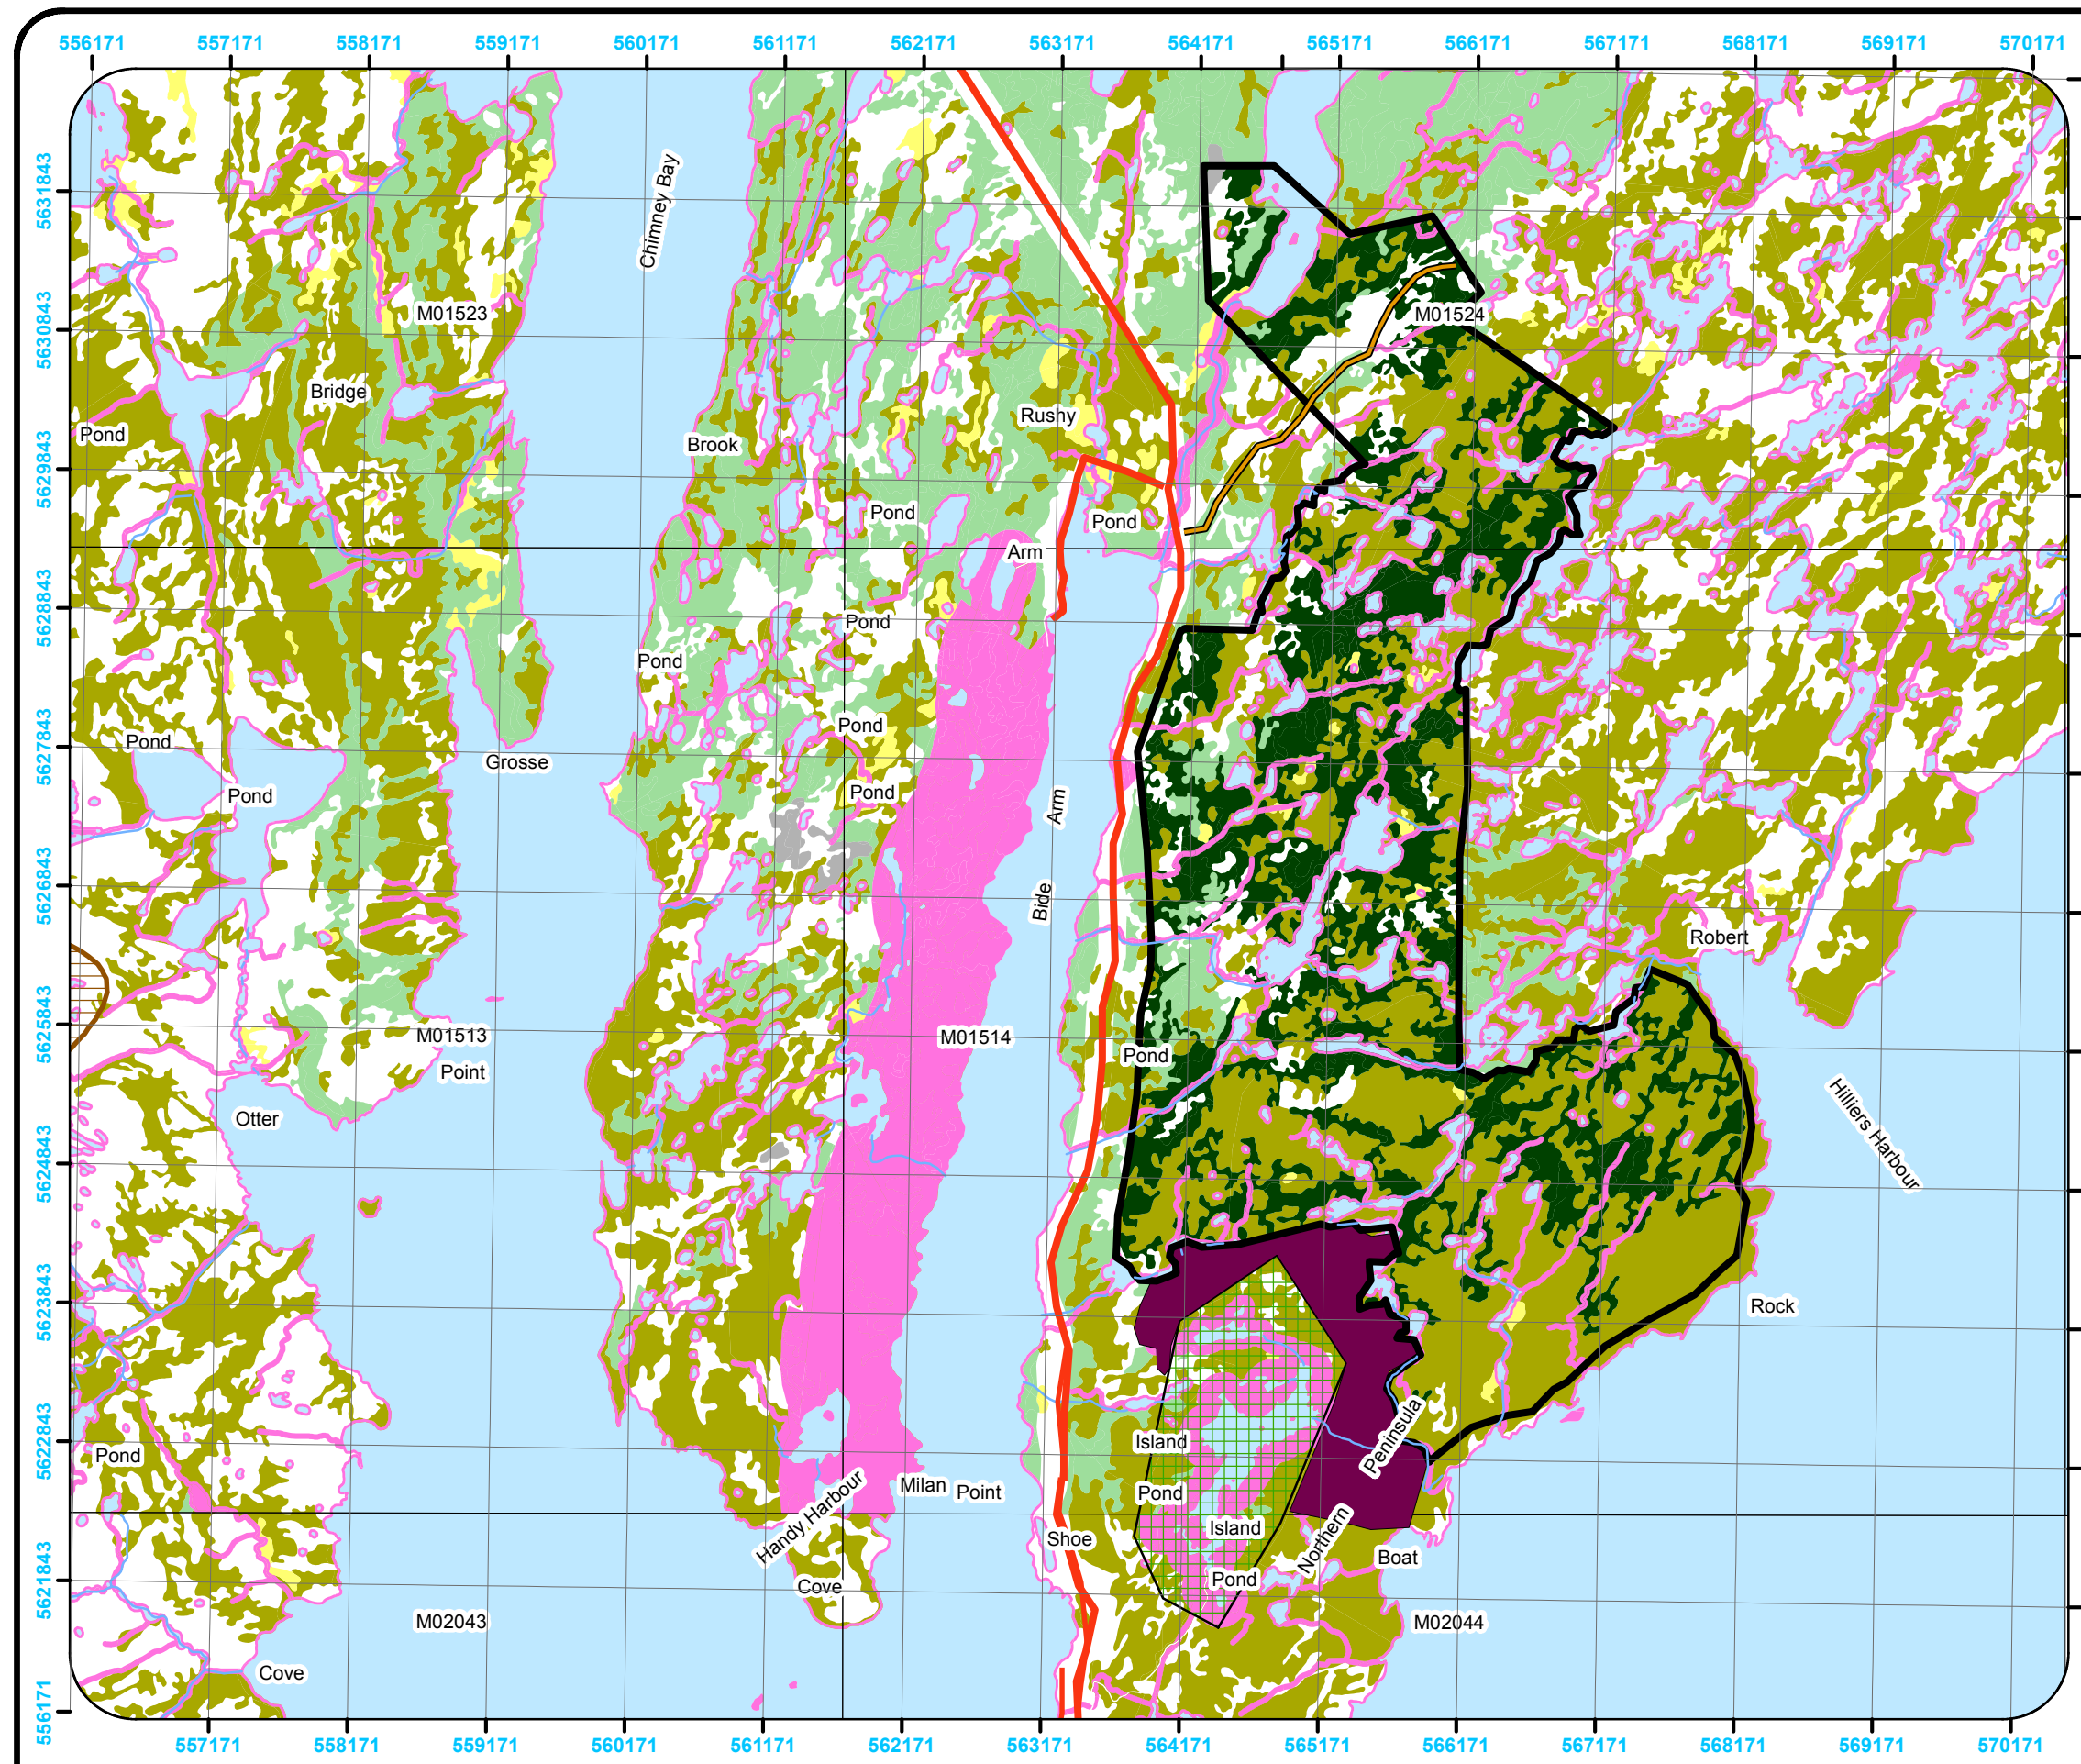 556171 557171 558171 559171 560171 561171 562171 563171 564171 565171 566171 567171 568171 569171 570171
5631843
5630843
5629843
5628843
5627843
5626843
5625843
5624843
5623843
5622843
5621843
556171
Chimney Bay
M01523
M01524
Bridge
Pond
Rushy
Brook
Pond
Pond
Arm
Pond
Pond
Pond
Pond
Grosse
Pond
Pond
Arm
Bide
Robert
M01513
M01514
Point
Pond
Otter
Hilliers Harbour
Rock
Island
Peninsula
Pond
Milan
Point
Pond
Handy Harbour
Shoe
Island
Northern
Boat
Cove
Pond
M02043
M02044
Cove
557171 558171 559171 560171 561171 562171 563171 564171 565171 566171 567171 568171 569171 570171